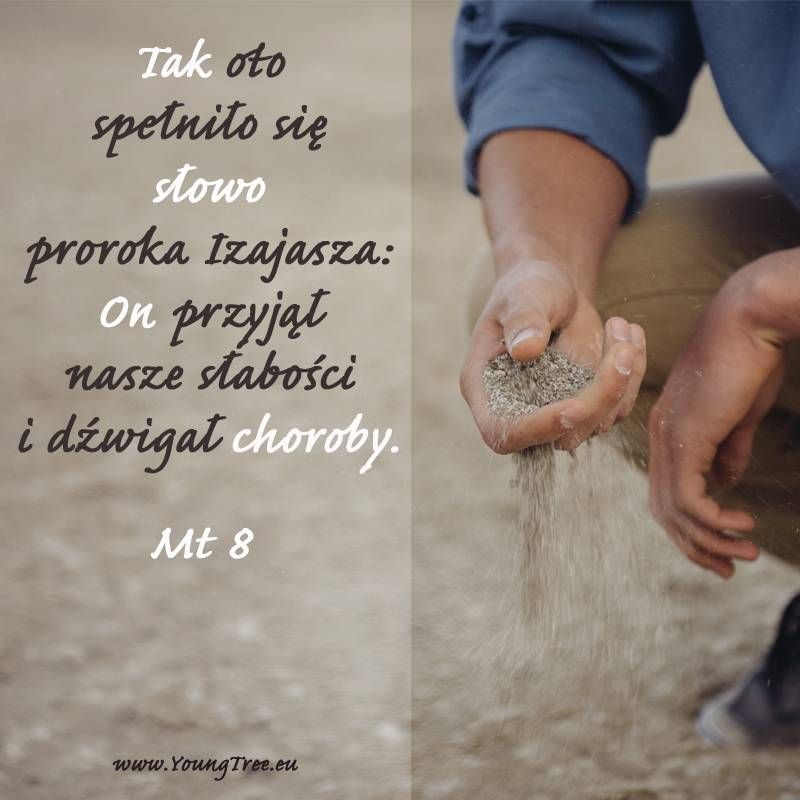 Tak oto
spełniło się
słowo
proroka Izajasza:
On przyjął
nasze słabości
i dźwigał choroby.
Mt 8
www.YoungTree.eu